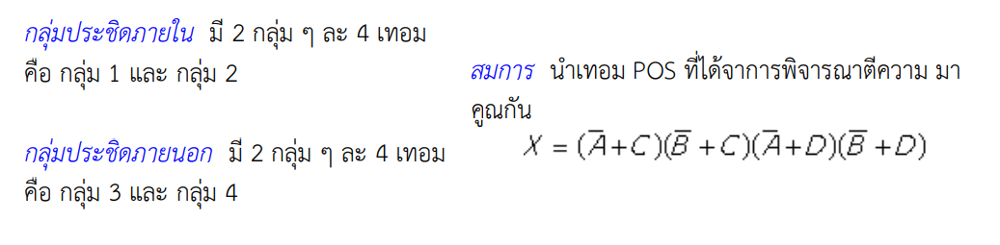 กลุ่มประชิดภายใน มี 2 กลุ่ม ๆ ละ 4 เทอม
คือ กลุ่ม 1 และ กลุ่ม 2
กลุ่มประชิดภายนอก มี 2 กลุ่ม ๆ ละ 4 เทอม
คือ กลุ่ม 3 และ กลุ่ม 4
สมการ นำเทอม POS ที่ได้จาการพิจารณาตีความ มา
คูณกัน
X = (A̅+C)(B̅+C)(A̅+D)(B̅+D)